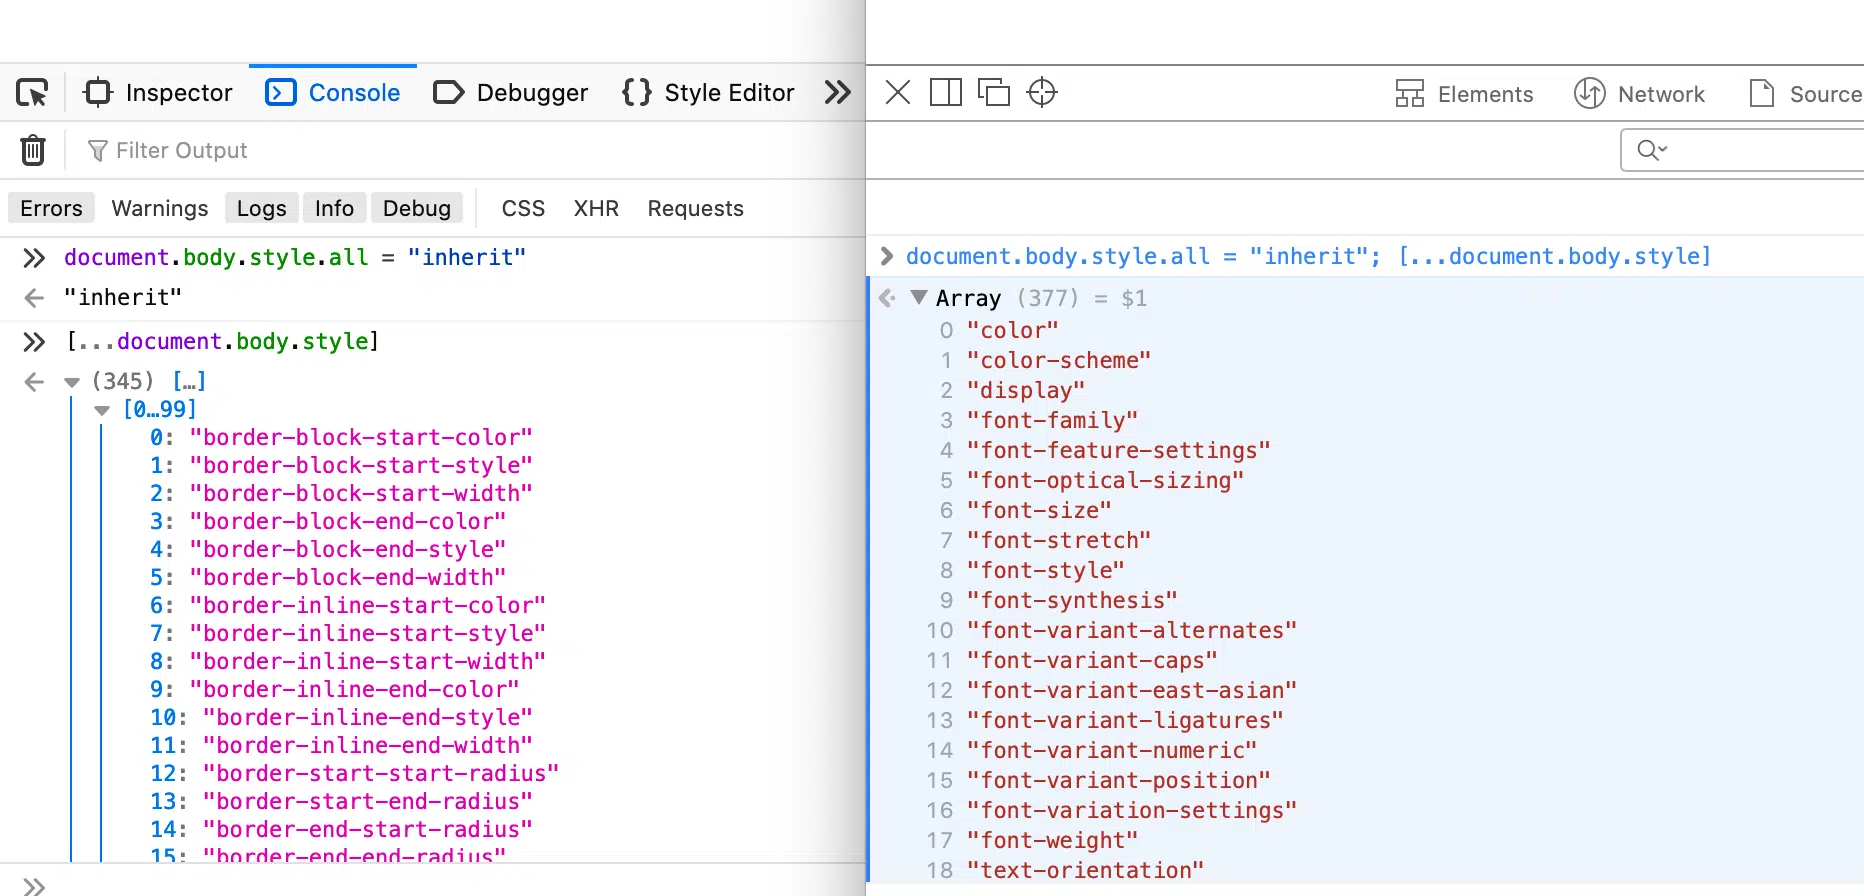 Inspector Console Debugger Style Editor
Filter Output
Errors Warnings Logs Info Debug CSS XHR Requests
document.body.style.all = "inherit"
"inherit"
[...document.body.style]
(345) […]
[0…99]
0: "border-block-start-color"
1: "border-block-start-style"
2: "border-block-start-width"
3: "border-block-end-color"
4: "border-block-end-style"
5: "border-block-end-width"
6: "border-inline-start-color"
7: "border-inline-start-style"
8: "border-inline-start-width"
9: "border-inline-end-color"
10: "border-inline-end-style"
11: "border-inline-end-width"
12: "border-start-start-radius"
13: "border-start-end-radius"
14: "border-end-start-radius"
15: "border-end-end-radius"
Elements Network Source
document.body.style.all = "inherit"; [...document.body.style]
Array (377) = $1
0 "color"
1 "color-scheme"
2 "display"
3 "font-family"
4 "font-feature-settings"
5 "font-optical-sizing"
6 "font-size"
7 "font-stretch"
8 "font-style"
9 "font-synthesis"
10 "font-variant-alternates"
11 "font-variant-caps"
12 "font-variant-east-asian"
13 "font-variant-ligatures"
14 "font-variant-numeric"
15 "font-variant-position"
16 "font-variation-settings"
17 "font-weight"
18 "text-orientation"